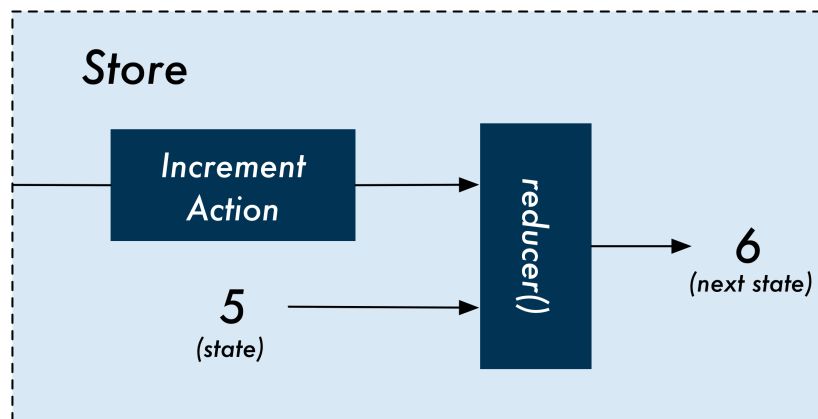 Store
Increment
Action
reducer()
5
(state)
6
(next state)